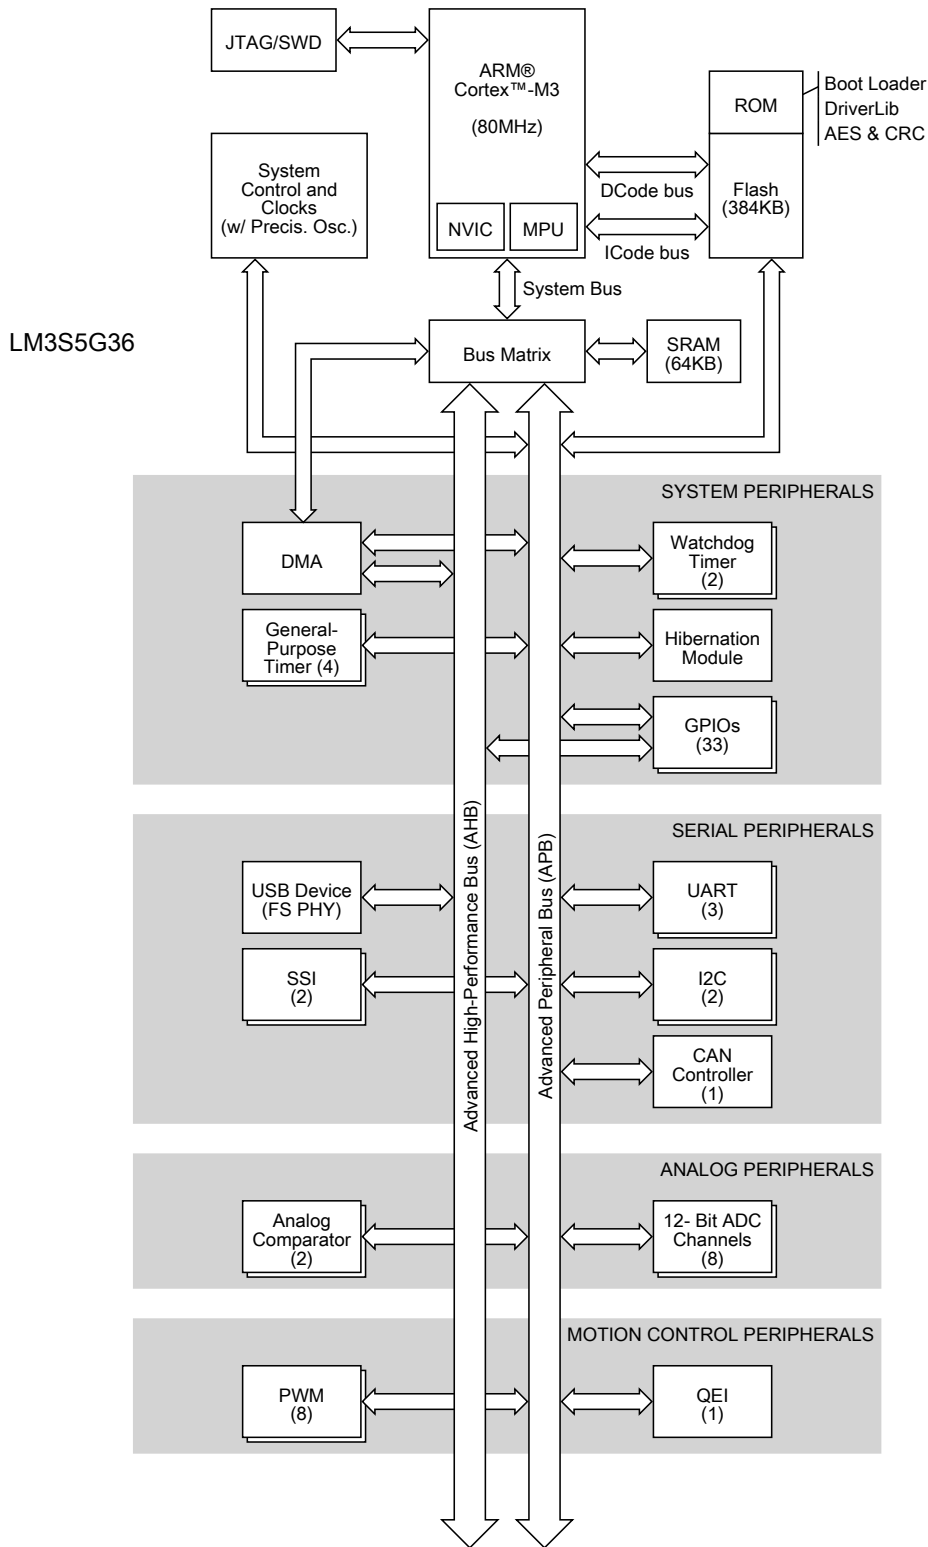 JTAG/SWD
ARM®
Cortex™-M3
(80MHz)
NVIC
MPU
ROM
Boot Loader
DriverLib
AES & CRC
Flash
(384KB)
DCode bus
ICode bus
System
Control and
Clocks
(w/ Precis. Osc.)
System Bus
LM3S5G36
Bus Matrix
SRAM
(64KB)
SYSTEM PERIPHERALS
DMA
Watchdog
Timer
(2)
General-
Purpose
Timer (4)
Hibernation
Module
GPIOs
(33)
Advanced High-Performance Bus (AHB)
Advanced Peripheral Bus (APB)
SERIAL PERIPHERALS
USB Device
(FS PHY)
UART
(3)
SSI
(2)
I2C
(2)
CAN
Controller
(1)
ANALOG PERIPHERALS
Analog
Comparator
(2)
12- Bit ADC
Channels
(8)
MOTION CONTROL PERIPHERALS
PWM
(8)
QEI
(1)